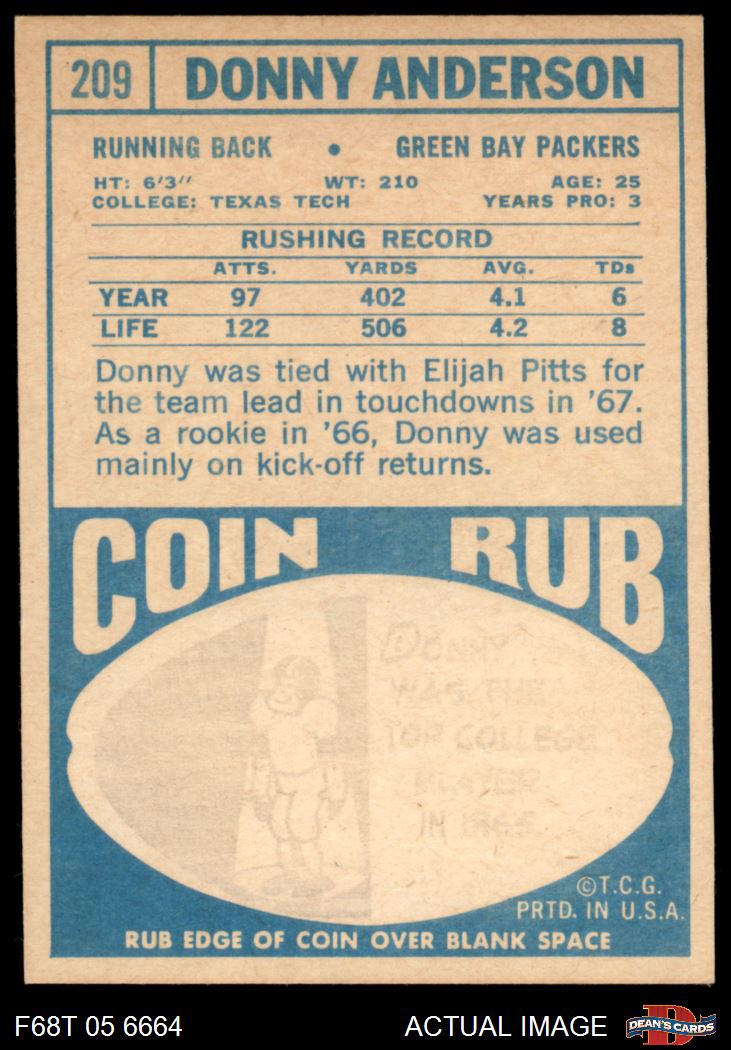 209 DONNY ANDERSON
RUNNING BACK • GREEN BAY PACKERS
HT: 6'3" WT: 210 AGE: 25
COLLEGE: TEXAS TECH YEARS PRO: 3
RUSHING RECORD
ATTS. YARDS AVG. TDs
YEAR 97 402 4.1 6
LIFE 122 506 4.2 8
Donny was tied with Elijah Pitts for
the team lead in touchdowns in '67.
As a rookie in '66, Donny was used
mainly on kick-off returns.
COIN RUB
DONNY
WAS THE
TOP COLLEGE
PLAYER
IN 1965.
©T.C.G.
PRTD. IN U.S.A.
RUB EDGE OF COIN OVER BLANK SPACE
F68T 05 6664 ACTUAL IMAGE DEAN'S CARDS